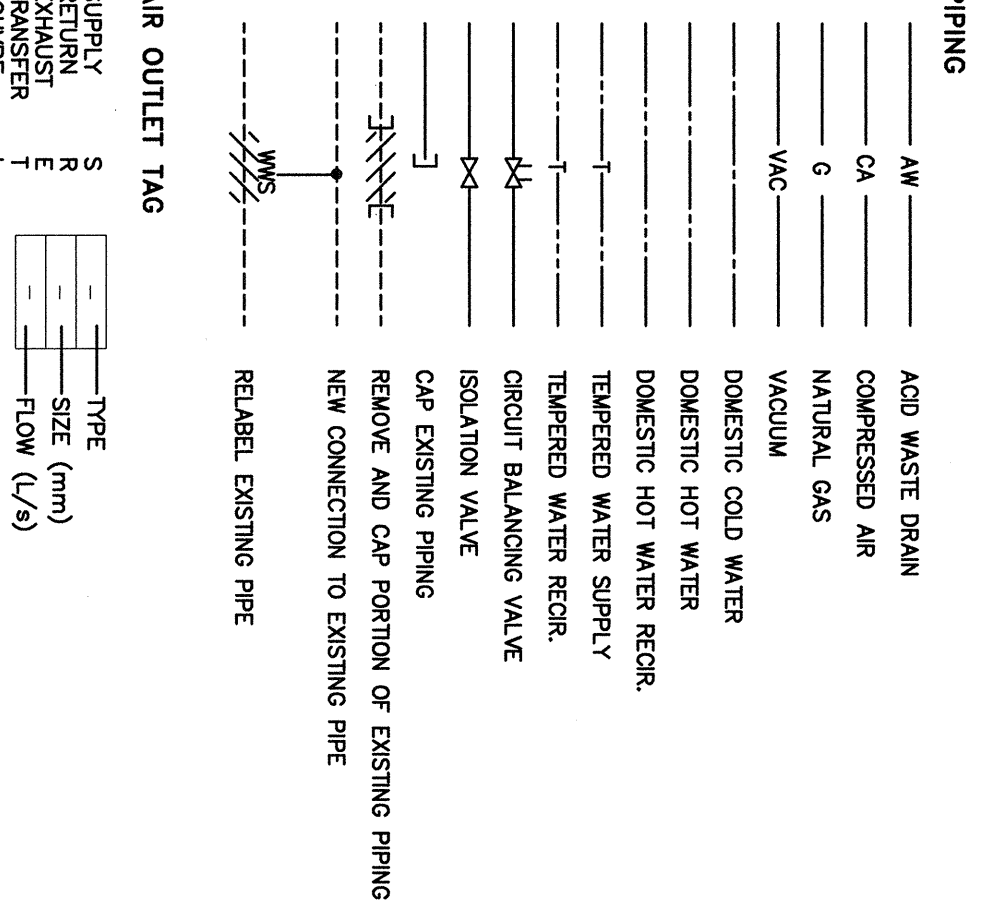 PIPING
AW ACID WASTE DRAIN
CA COMPRESSED AIR
G NATURAL GAS
VAC VACUUM
DOMESTIC COLD WATER
DOMESTIC HOT WATER
DOMESTIC HOT WATER RECIR.
T TEMPERED WATER SUPPLY
T TEMPERED WATER RECIR.
CIRCUIT BALANCING VALVE
ISOLATION VALVE
CAP EXISTING PIPING
REMOVE AND CAP PORTION OF EXISTING PIPING
NEW CONNECTION TO EXISTING PIPE
WWS RELABEL EXISTING PIPE
AIR OUTLET TAG
SUPPLY S
RETURN R
EXHAUST E
TRANSFER T
- TYPE
- SIZE (mm)
- FLOW (L/s)